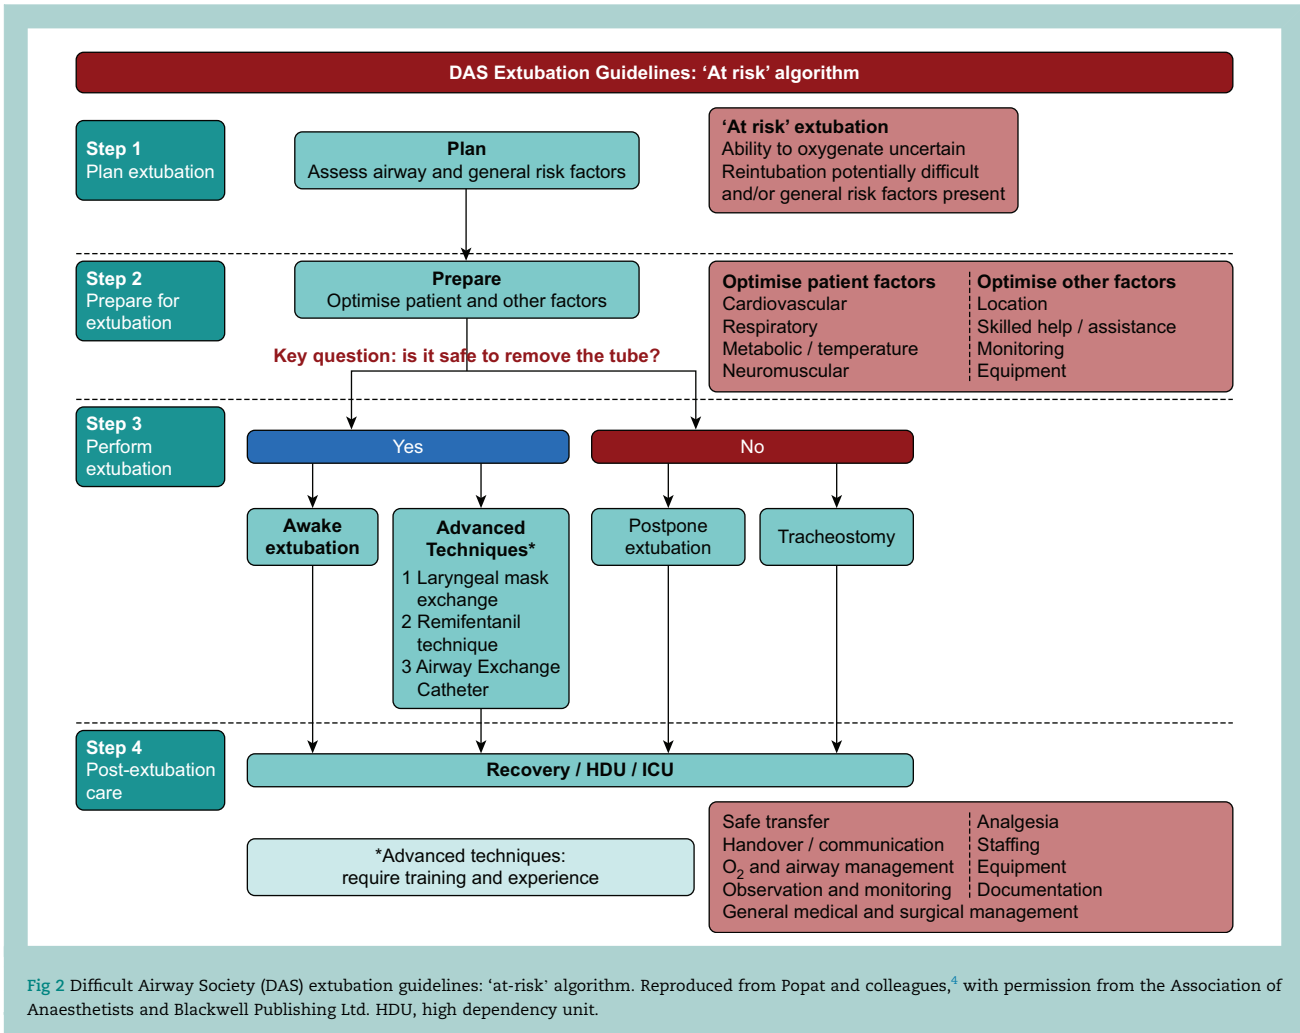 DAS Extubation Guidelines: ‘At risk’ algorithm
Step 1
Plan extubation
Plan
Assess airway and general risk factors
‘At risk’ extubation
Ability to oxygenate uncertain
Reintubation potentially difficult
and/or general risk factors present
Step 2
Prepare for
extubation
Prepare
Optimise patient and other factors
Optimise patient factors
Cardiovascular
Respiratory
Metabolic / temperature
Neuromuscular
Optimise other factors
Location
Skilled help / assistance
Monitoring
Equipment
Key question: is it safe to remove the tube?
Step 3
Perform
extubation
Yes
No
Awake
extubation
Advanced
Techniques*
1 Laryngeal mask
exchange
2 Remifentanil
technique
3 Airway Exchange
Catheter
Postpone
extubation
Tracheostomy
Step 4
Post-extubation
care
Recovery / HDU / ICU
*Advanced techniques:
require training and experience
Safe transfer
Handover / communication
O2 and airway management
Observation and monitoring
General medical and surgical management
Analgesia
Staffing
Equipment
Documentation
Fig 2 Difficult Airway Society (DAS) extubation guidelines: ‘at-risk’ algorithm. Reproduced from Popat and colleagues,4 with permission from the Association of
Anaesthetists and Blackwell Publishing Ltd. HDU, high dependency unit.